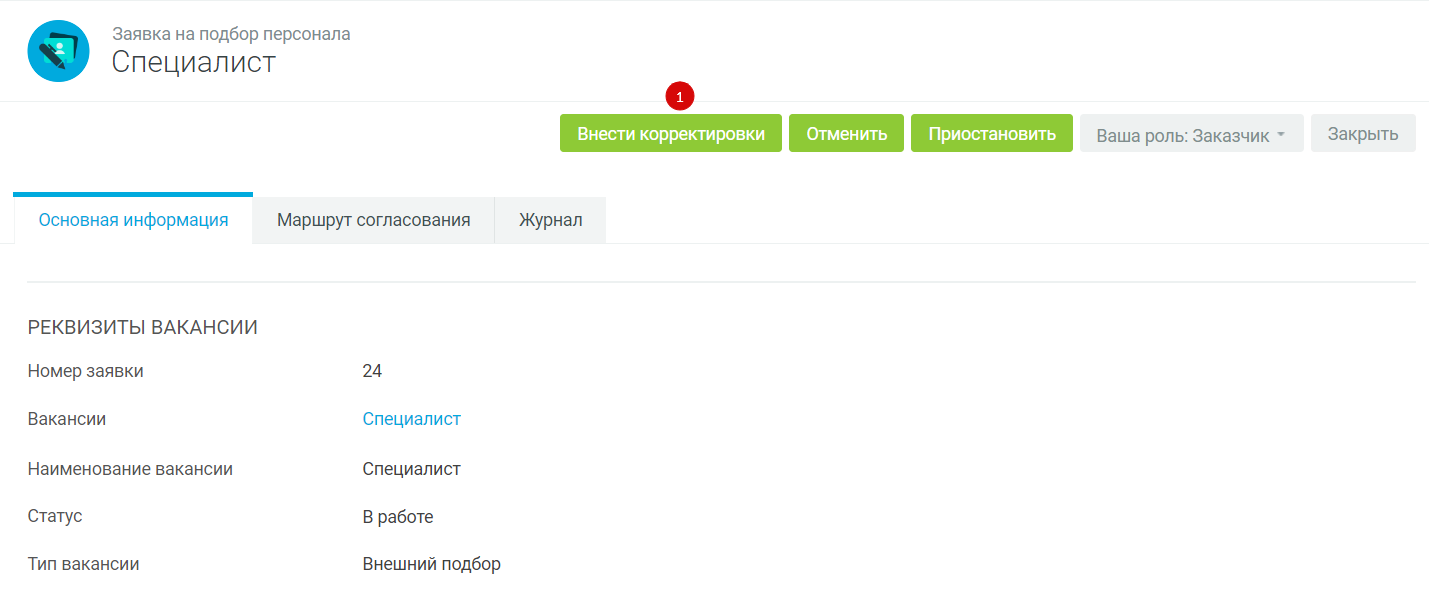 Заявка на подбор персонала
Специалист
1
Внести корректировки Отменить Приостановить Ваша роль: Заказчик Закрыть
Основная информация Маршрут согласования Журнал
РЕКВИЗИТЫ ВАКАНСИИ
Номер заявки 24
Вакансии Специалист
Наименование вакансии Специалист
Статус В работе
Тип вакансии Внешний подбор